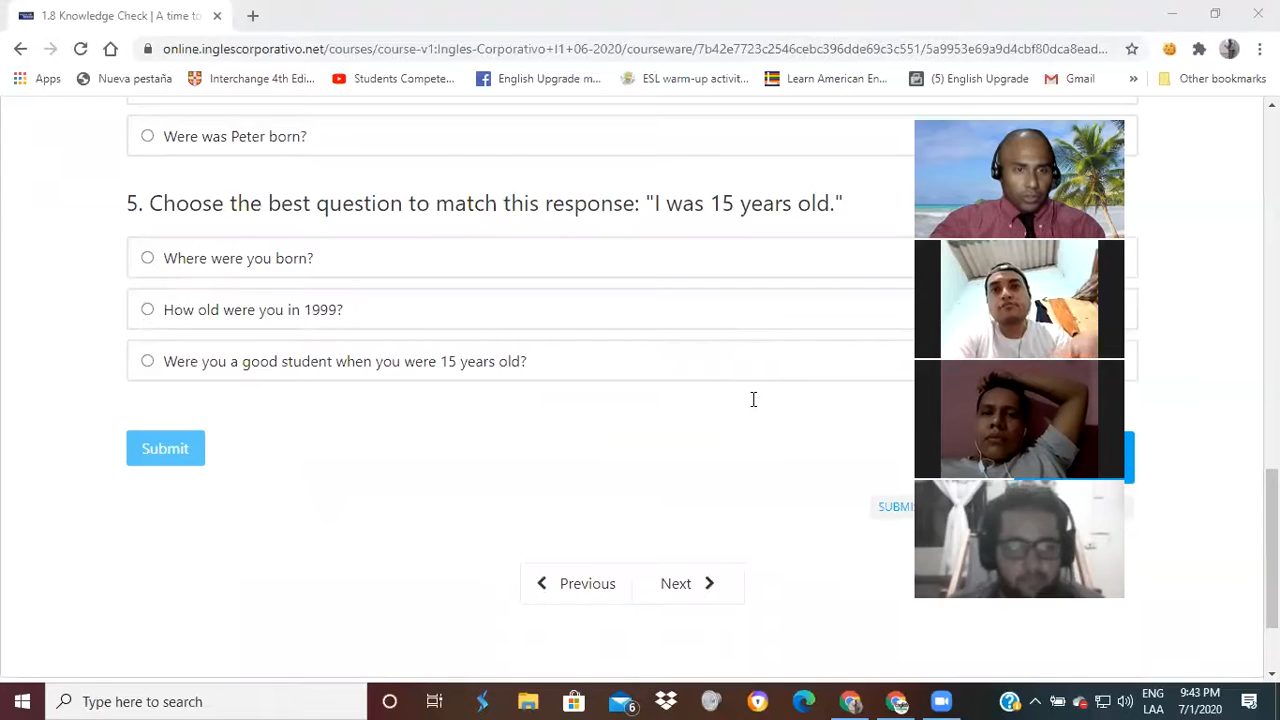 1.8 Knowledge Check | A time to
online.inglescorporativo.net/courses/course-v1:Ingles-Corporativo+I1+06-2020/courseware/7b42e7723c2546cebc396dde69c3c551/5a9953e69a9d4cbf80dca8ead...
Apps Nueva pestaña Interchange 4th Edi... Students Compete... English Upgrade m... ESL warm-up activit... Learn American En... (5) English Upgrade Gmail » Other bookmarks
Were was Peter born?
5. Choose the best question to match this response: "I was 15 years old."
Where were you born?
How old were you in 1999?
Were you a good student when you were 15 years old?
Submit
SUBMI
Previous Next
Type here to search
6
ENG 9:43 PM
LAA 7/1/2020